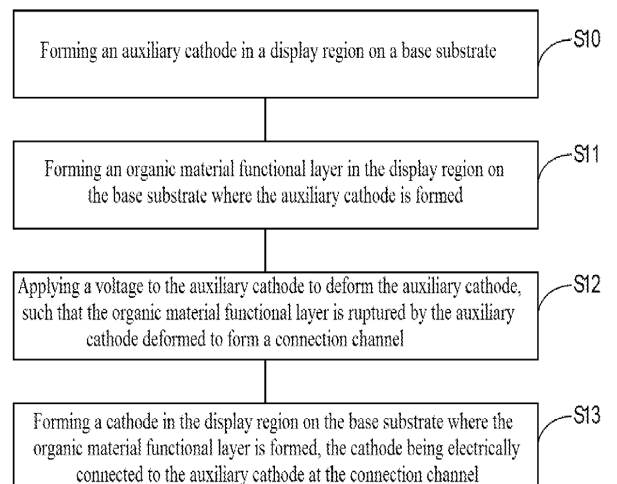 Forming an auxiliary cathode in a display region on a base substrate
S10
Forming an organic material functional layer in the display region on
the base substrate where the auxiliary cathode is formed
S11
Applying a voltage to the auxiliary cathode to deform the auxiliary cathode,
such that the organic material functional layer is ruptured by the auxiliary
cathode deformed to form a connection channel
S12
Forming a cathode in the display region on the base substrate where the
organic material functional layer is formed, the cathode being electrically
connected to the auxiliary cathode at the connection channel
S13